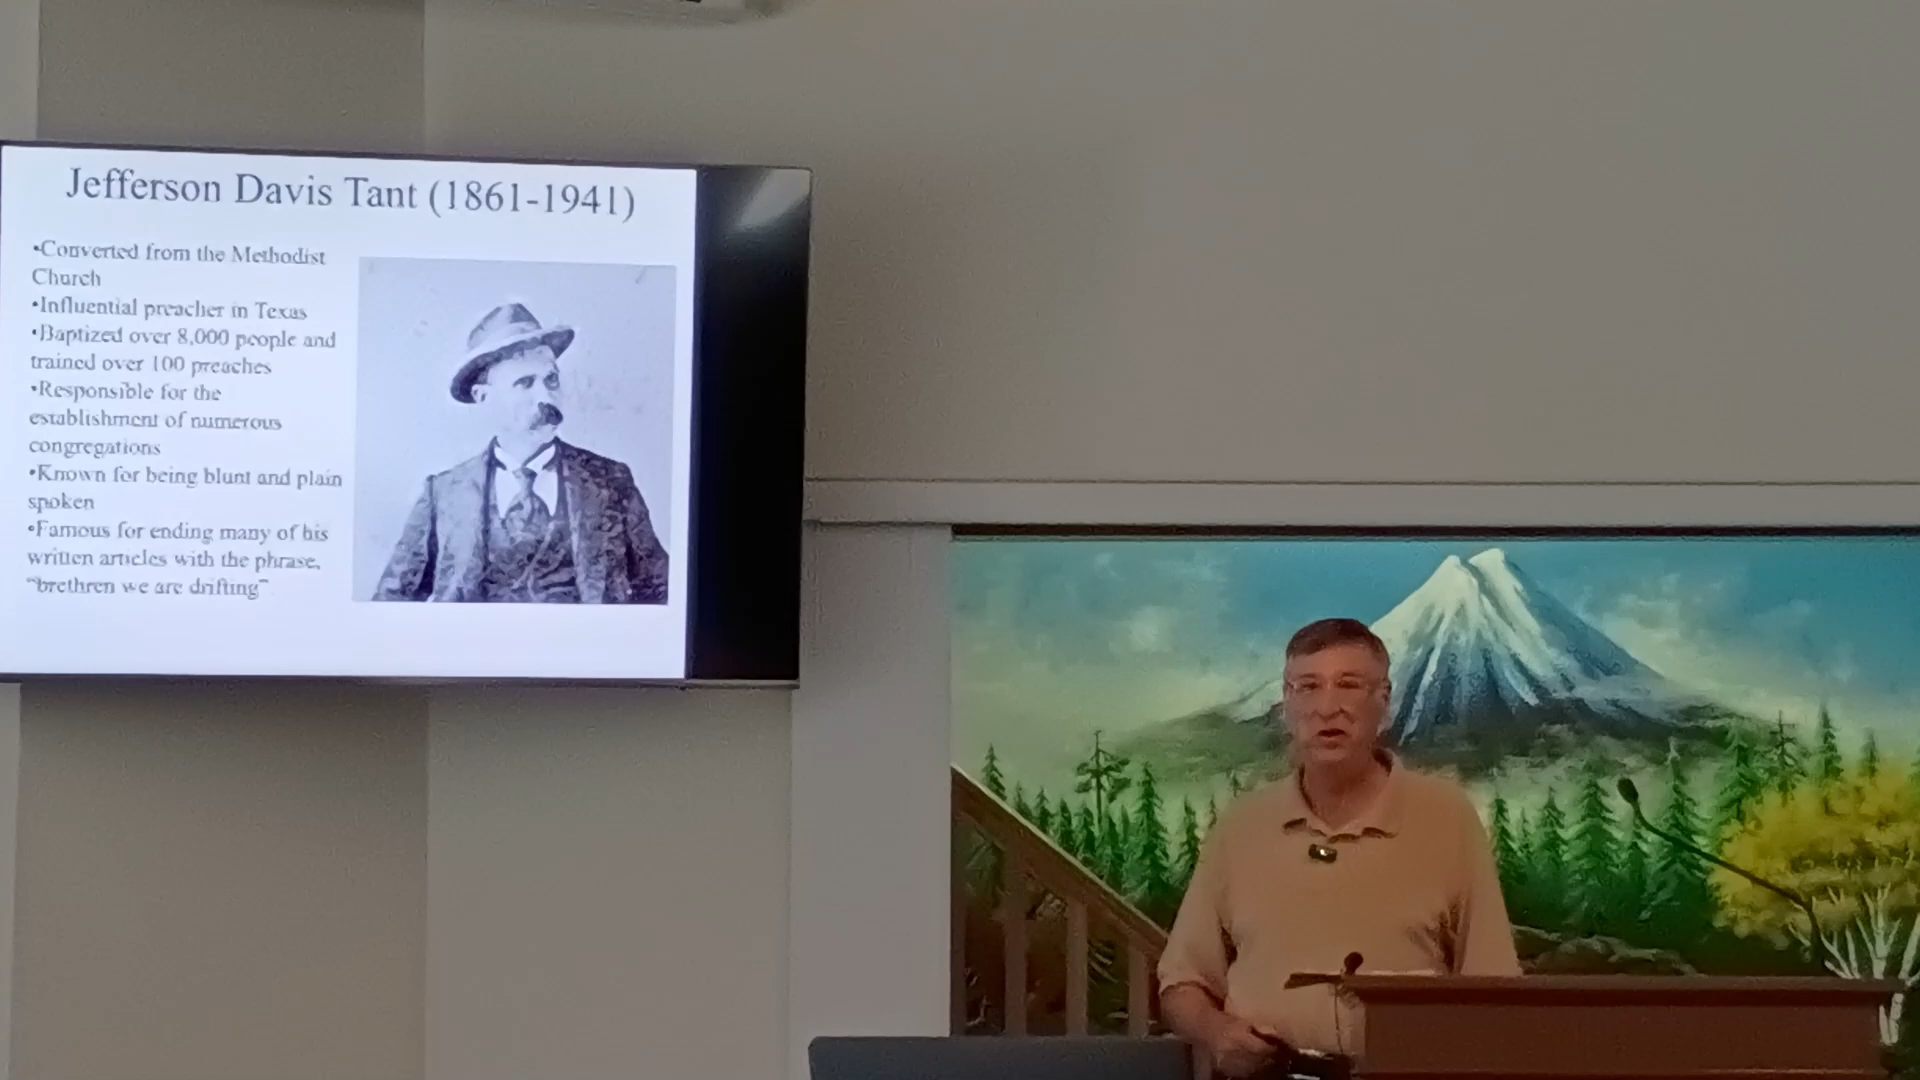 Jefferson Davis Tant (1861-1941)
•Converted from the Methodist
Church
•Influential preacher in Texas
•Baptized over 8,000 people and
trained over 100 preaches
•Responsible for the
establishment of numerous
congregations
•Known for being blunt and plain
spoken
•Famous for ending many of his
written articles with the phrase,
“brethren we are drifting”